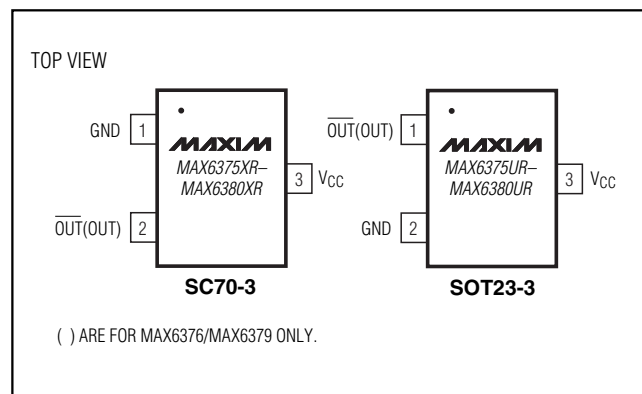 TOP VIEW
GND 1
OUT(OUT) 2
MAXIM
MAX6375XR–
MAX6380XR
3 VCC
SC70-3
OUT(OUT) 1
GND 2
MAXIM
MAX6375UR–
MAX6380UR
3 VCC
SOT23-3
( ) ARE FOR MAX6376/MAX6379 ONLY.